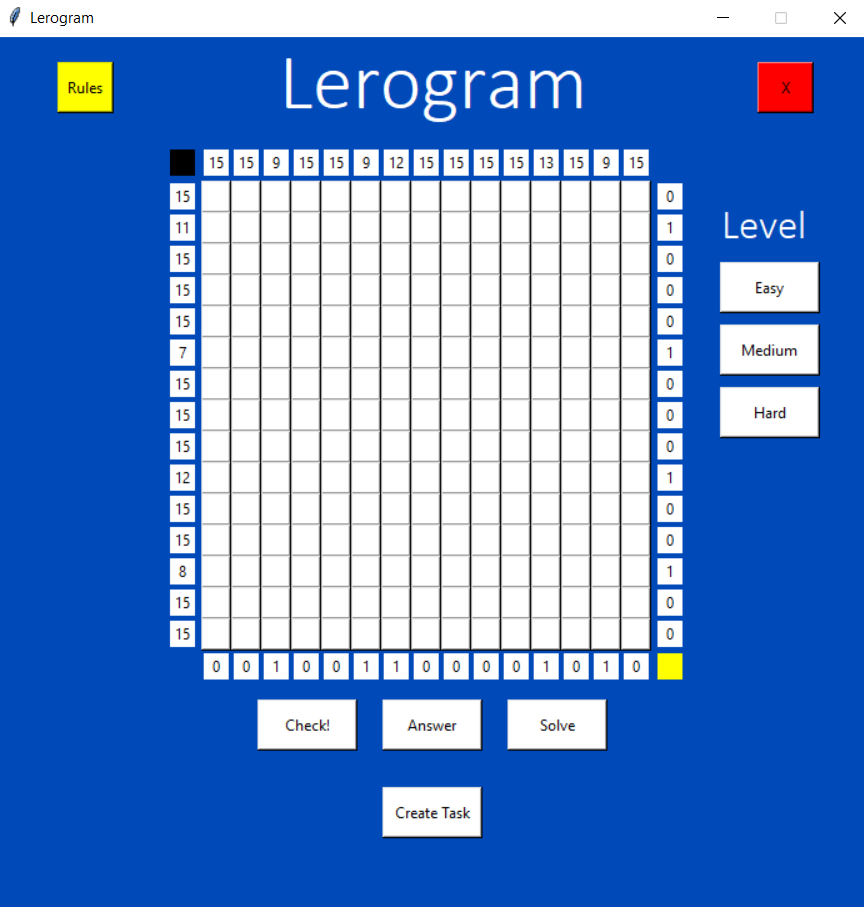 Lerogram
Rules
Lerogram
X
15 15 9 15 15 9 12 15 15 15 15 13 15 9 15
15 0
11 1
15 0
15 0
15 0
7 1
15 0
15 0
15 0
12 1
15 0
15 0
8 1
15 0
15 0
0 0 1 0 0 1 1 0 0 0 0 1 0 1 0
Level
Easy
Medium
Hard
Check! Answer Solve
Create Task